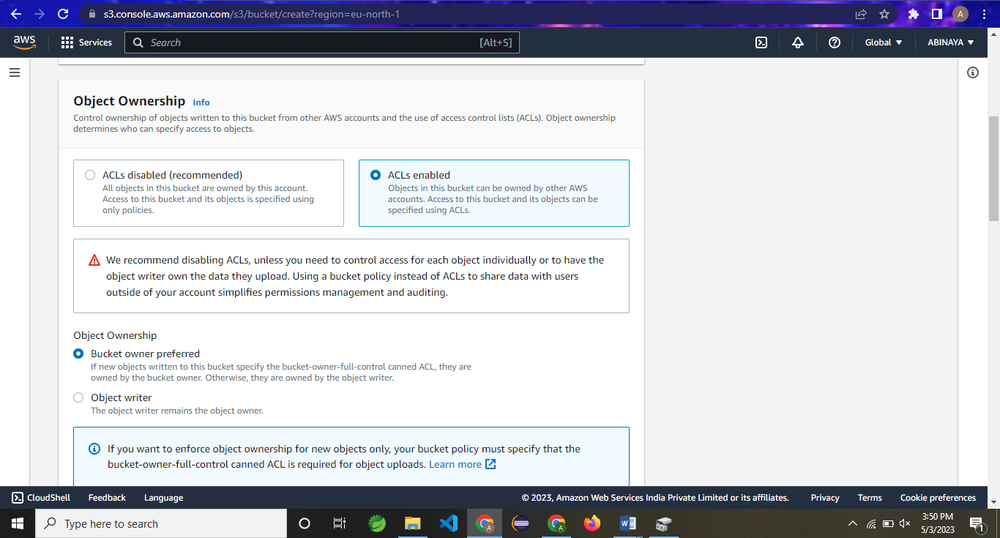 s3.console.aws.amazon.com/s3/bucket/create?region=eu-north-1
A
aws
Services
Search
[Alt+S]
Global
ABINAYA
Object Ownership Info
Control ownership of objects written to this bucket from other AWS accounts and the use of access control lists (ACLs). Object ownership
determines who can specify access to objects.
ACLs disabled (recommended)
All objects in this bucket are owned by this account.
Access to this bucket and its objects is specified using
only policies.
ACLs enabled
Objects in this bucket can be owned by other AWS
accounts. Access to this bucket and its objects can be
specified using ACLs.
We recommend disabling ACLs, unless you need to control access for each object individually or to have the
object writer own the data they upload. Using a bucket policy instead of ACLs to share data with users
outside of your account simplifies permissions management and auditing.
Object Ownership
Bucket owner preferred
If new objects written to this bucket specify the bucket-owner-full-control canned ACL, they are
owned by the bucket owner. Otherwise, they are owned by the object writer.
Object writer
The object writer remains the object owner.
If you want to enforce object ownership for new objects only, your bucket policy must specify that the
bucket-owner-full-control canned ACL is required for object uploads. Learn more
CloudShell
Feedback
Language
© 2023, Amazon Web Services India Private Limited or its affiliates.
Privacy
Terms
Cookie preferences
Type here to search
3:50 PM
5/3/2023
1